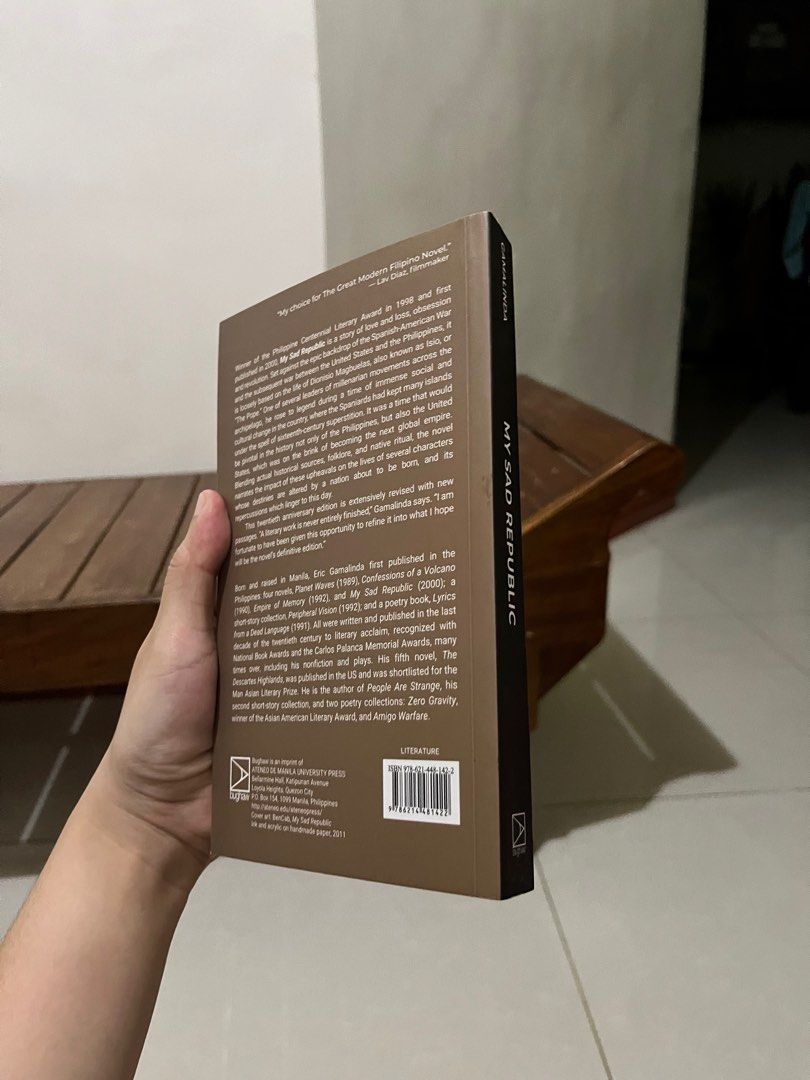 "My choice for The Great Modern Filipino Novel."
— Lav Diaz, filmmaker
Winner of the Philippine Centennial Literary Award in 1998 and first
published in 2000, My Sad Republic is a story of love and loss, obsession
and revolution. Set against the epic backdrop of the Spanish-American War
and the subsequent war between the United States and the Philippines, it
is loosely based on the life of Dionisio Magbuelas, also known as Isio, or
"The Pope." One of several leaders of millenarian movements across the
archipelago, he rose to legend during a time of immense social and
cultural change in the country, where the Spaniards had kept many islands
under the spell of sixteenth-century superstition. It was a time that would
be pivotal in the history not only of the Philippines, but also the United
States, which was on the brink of becoming the next global empire.
Blending actual historical sources, folklore, and native ritual, the novel
narrates the impact of these upheavals on the lives of several characters
whose destinies are altered by a nation about to be born, and its
repercussions which linger to this day.
This twentieth anniversary edition is extensively revised with new
passages. "A literary work is never entirely finished," Gamalinda says. "I am
fortunate to have been given this opportunity to refine it into what I hope
will be the novel's definitive edition."
Born and raised in Manila, Eric Gamalinda first published in the
Philippines: four novels, Planet Waves (1989), Confessions of a Volcano
(1990), Empire of Memory (1992), and My Sad Republic (2000); a
short-story collection, Peripheral Vision (1992); and a poetry book, Lyrics
from a Dead Language (1991). All were written and published in the last
decade of the twentieth century to literary acclaim, recognized with
National Book Awards and the Carlos Palanca Memorial Awards, many
times over, including his nonfiction and plays. His fifth novel, The
Descartes Highlands, was published in the US and was shortlisted for the
Man Asian Literary Prize. He is the author of People Are Strange, his
second short-story collection, and two poetry collections: Zero Gravity,
winner of the Asian American Literary Award, and Amigo Warfare.
LITERATURE
ISBN 978-621-448-142-2
9786214481422
bughaw
Bughaw is an imprint of
ATENEO DE MANILA UNIVERSITY PRESS
Bellarmine Hall, Katipunan Avenue
Loyola Heights, Quezon City
P.O. Box 154, 1099 Manila, Philippines
http://ateneo.edu/ateneopress/
Cover art: BenCab, My Sad Republic
Ink and acrylic on handmade paper, 2011
GAMALINDA
MY SAD REPUBLIC
bughaw